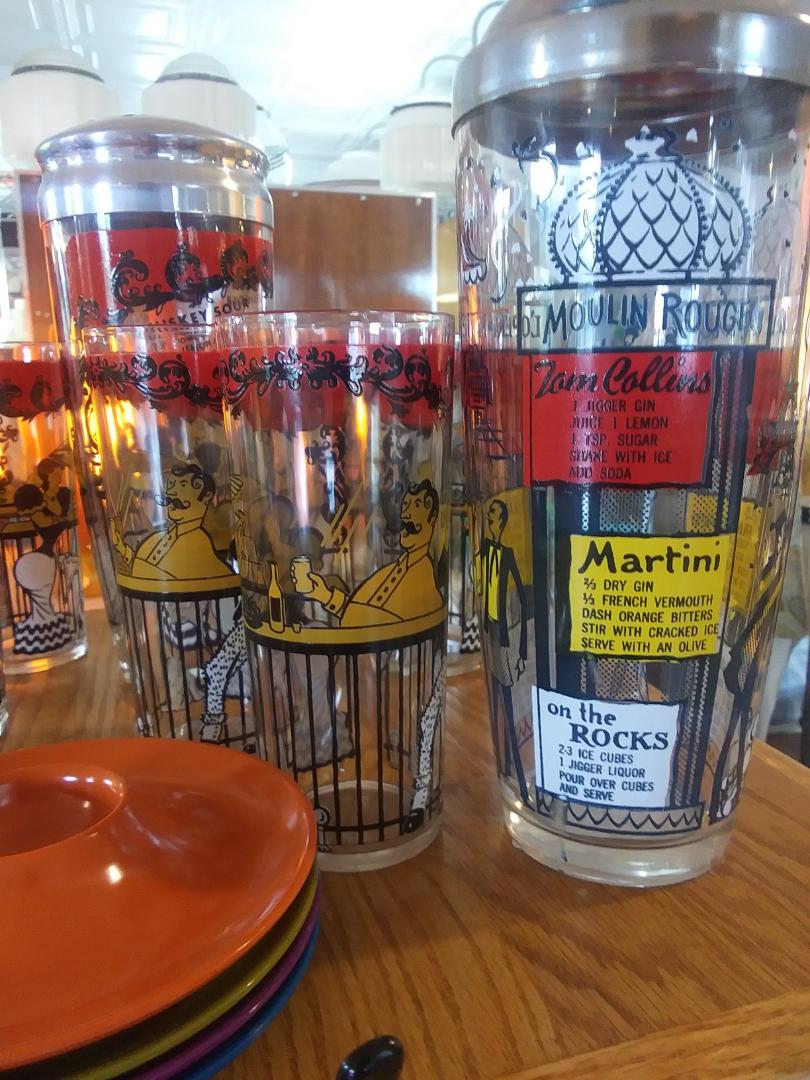 WHISKEY SOUR
MOULIN ROUGE
Tom Collins
1 JIGGER GIN
JUICE 1 LEMON
1 TSP. SUGAR
SHAKE WITH ICE
ADD SODA
Martini
⅔ DRY GIN
⅓ FRENCH VERMOUTH
DASH ORANGE BITTERS
STIR WITH CRACKED ICE
SERVE WITH AN OLIVE
on the
ROCKS
2-3 ICE CUBES
1 JIGGER LIQUOR
POUR OVER CUBES
AND SERVE